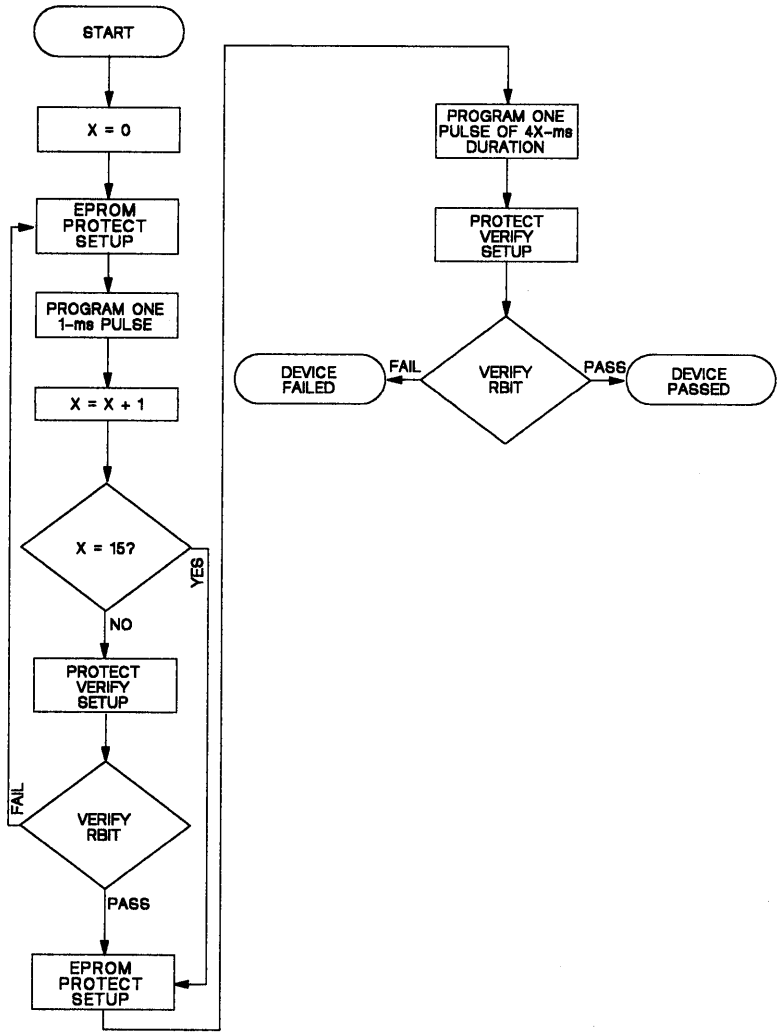 START
X = 0
EPROM
PROTECT
SETUP
PROGRAM ONE
1-ms PULSE
X = X + 1
X = 15?
YES
NO
PROTECT
VERIFY
SETUP
VERIFY
RBIT
FAIL
PASS
EPROM
PROTECT
SETUP
PROGRAM ONE
PULSE OF 4X-ms
DURATION
PROTECT
VERIFY
SETUP
VERIFY
RBIT
FAIL
DEVICE
FAILED
PASS
DEVICE
PASSED